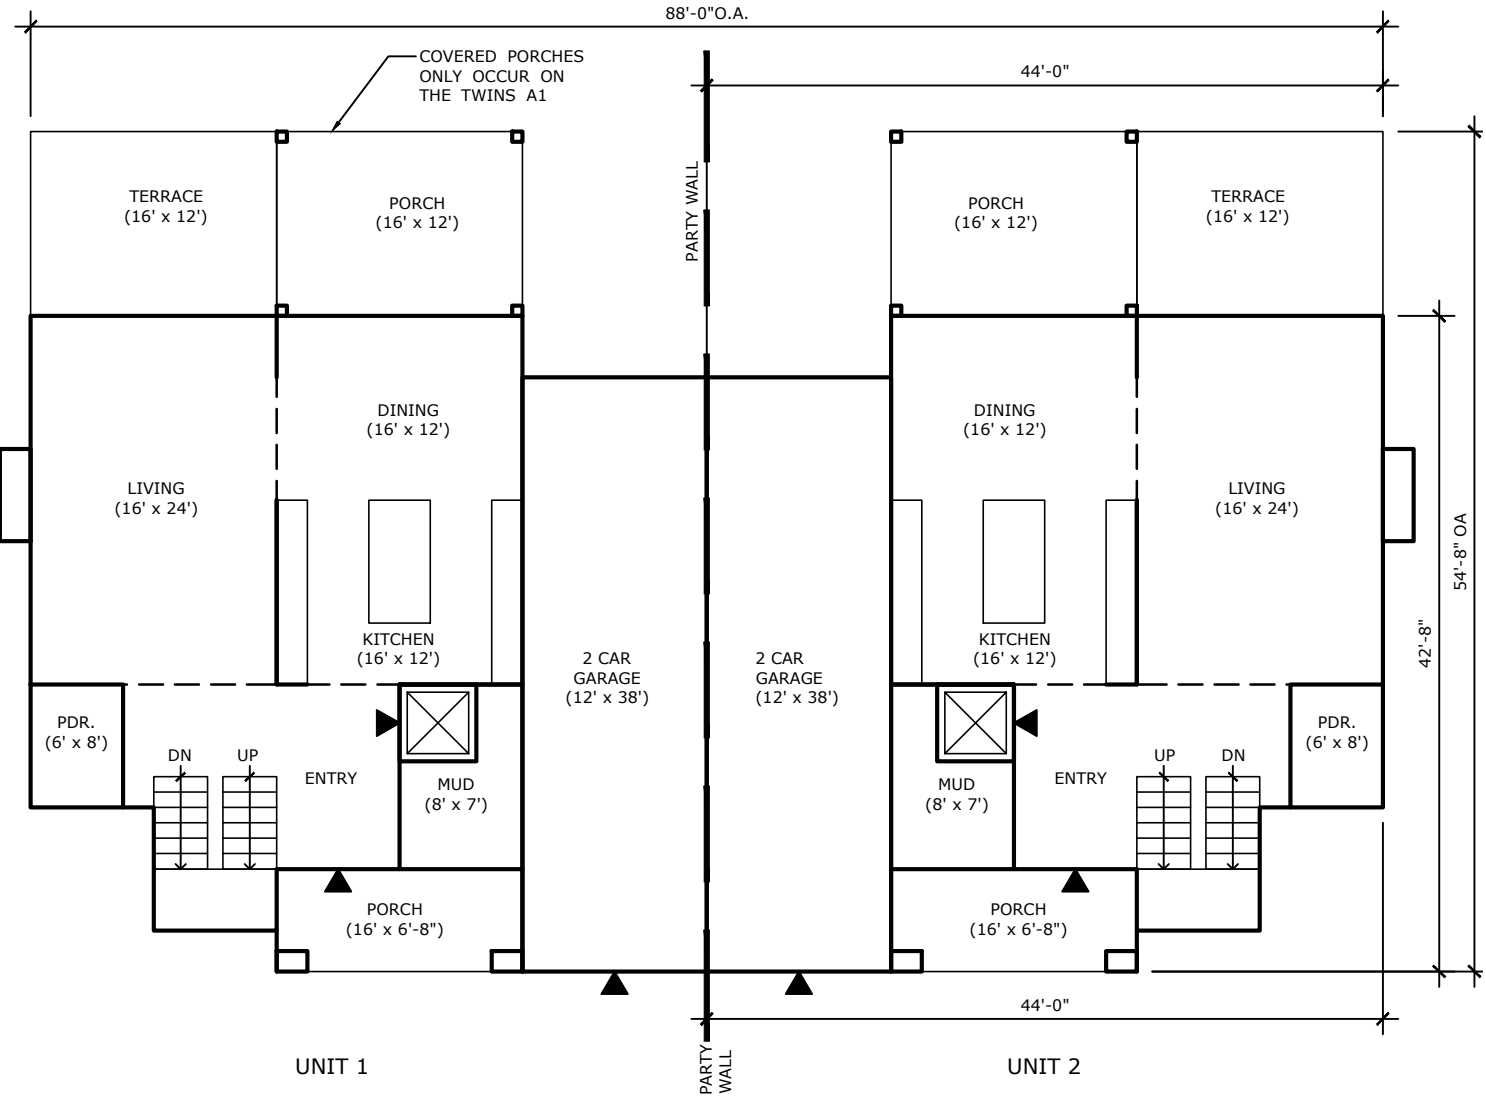 88'-0"O.A.
COVERED PORCHES
ONLY OCCUR ON
THE TWINS A1
44'-0"
TERRACE
(16' x 12')
PORCH
(16' x 12')
PARTY WALL
PORCH
(16' x 12')
TERRACE
(16' x 12')
DINING
(16' x 12')
DINING
(16' x 12')
LIVING
(16' x 24')
LIVING
(16' x 24')
54'-8" OA
42'-8"
KITCHEN
(16' x 12')
2 CAR
GARAGE
(12' x 38')
2 CAR
GARAGE
(12' x 38')
KITCHEN
(16' x 12')
PDR.
(6' x 8')
DN
UP
ENTRY
MUD
(8' x 7')
MUD
(8' x 7')
ENTRY
UP
DN
PDR.
(6' x 8')
PORCH
(16' x 6'-8")
PORCH
(16' x 6'-8")
44'-0"
UNIT 1
PARTY
WALL
UNIT 2